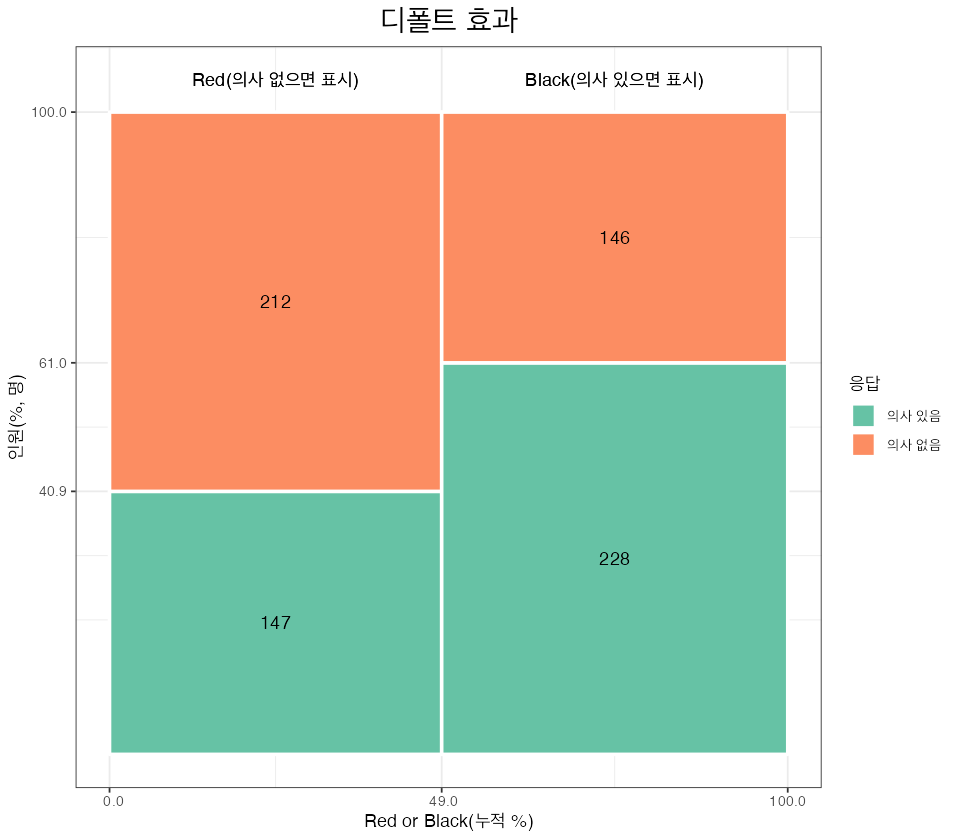 디폴트 효과
Red(의사 없으면 표시)
Black(의사 있으면 표시)
100.0
61.0
40.9
인원(%, 명)
212
146
147
228
응답
의사 있음
의사 없음
0.0
49.0
100.0
Red or Black(누적 %)